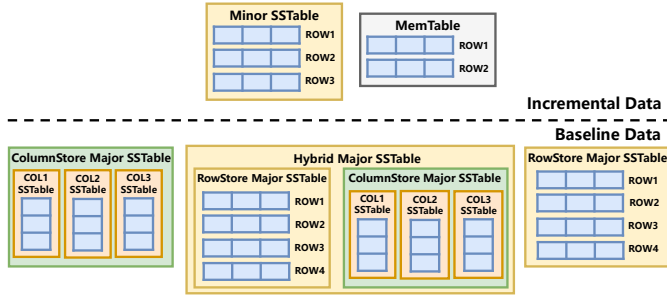 Minor SSTable
ROW1
ROW2
ROW3
MemTable
ROW1
ROW2
Incremental Data
Baseline Data
ColumnStore Major SSTable
COL1 SSTable
COL2 SSTable
COL3 SSTable
Hybrid Major SSTable
RowStore Major SSTable
ROW1
ROW2
ROW3
ROW4
ColumnStore Major SSTable
COL1 SSTable
COL2 SSTable
COL3 SSTable
RowStore Major SSTable
ROW1
ROW2
ROW3
ROW4